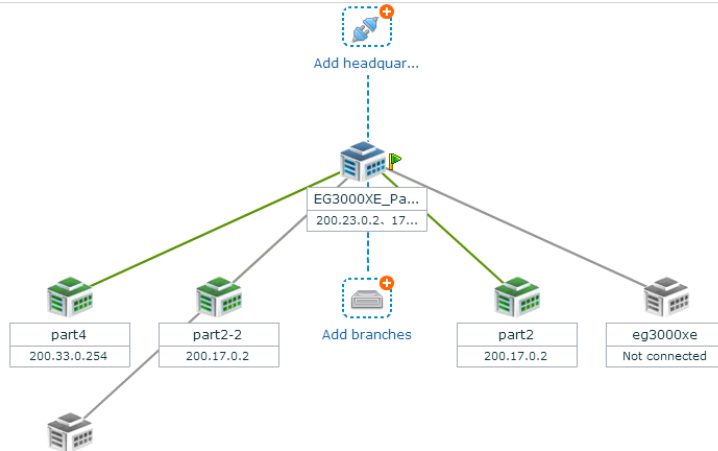 Add headquar...
EG3000XE_Pa...
200.23.0.2、17...
part4
200.33.0.254
part2-2
200.17.0.2
Add branches
part2
200.17.0.2
eg3000xe
Not connected